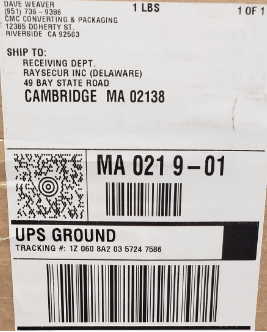 DAVE WEAVER
(951) 736-9386
CMC CONVERTING & PACKAGING
12385 DOHERTY ST.
RIVERSIDE CA 92503
1 LBS
1 OF 1
SHIP TO:
RECEIVING DEPT.
RAYSECUR INC (DELAWARE)
49 BAY STATE ROAD
CAMBRIDGE MA 02138
MA 021 9-01
UPS GROUND
TRACKING #: 1Z 060 8A2 03 5724 7586